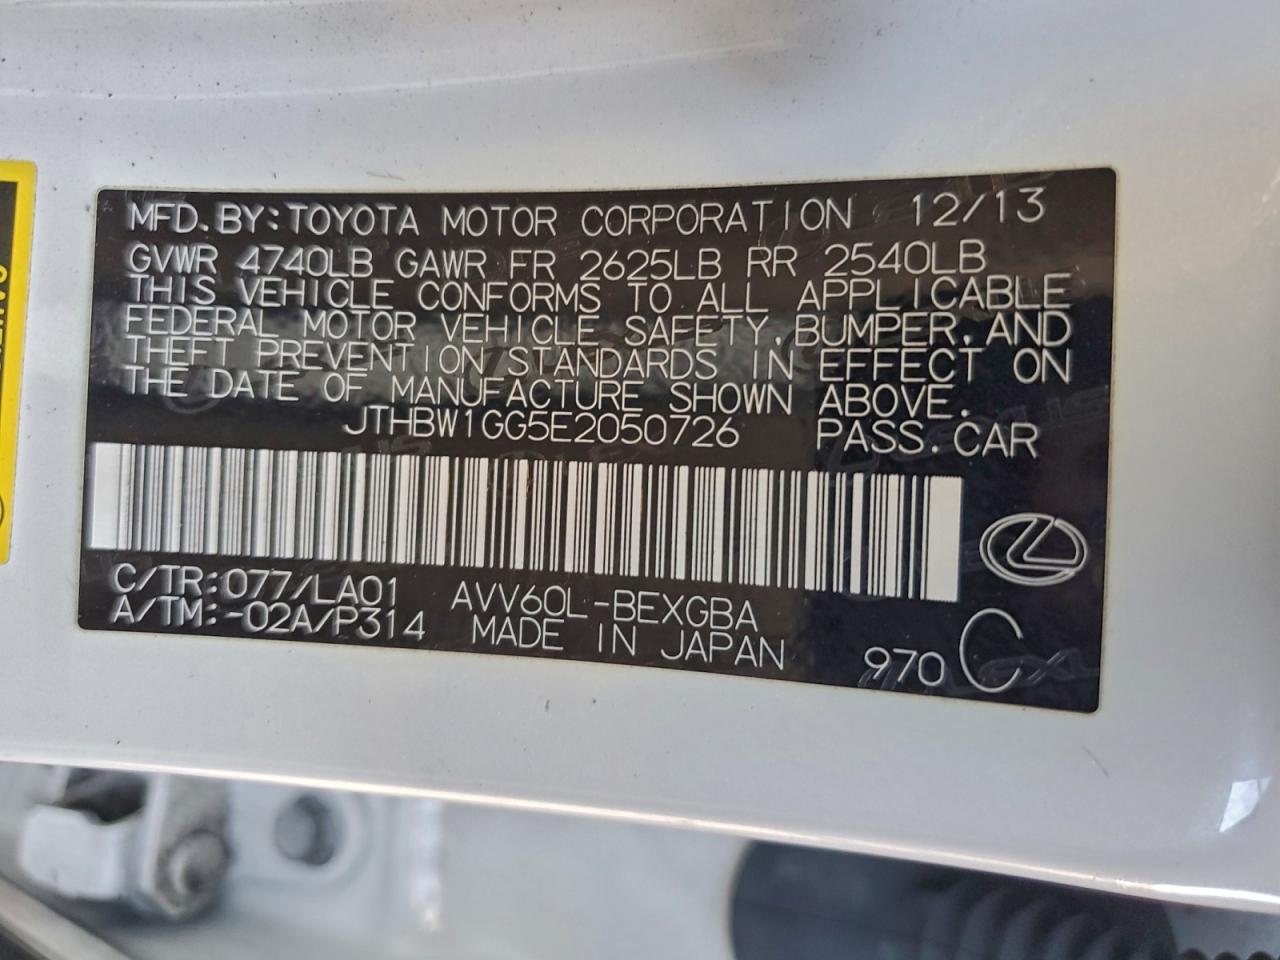 MFD. BY: TOYOTA MOTOR CORPORATION 12/13
GVWR 4740LB GAWR FR 2625LB RR 2540LB
THIS VEHICLE CONFORMS TO ALL APPLICABLE
FEDERAL MOTOR VEHICLE SAFETY, BUMPER, AND
THEFT PREVENTION STANDARDS IN EFFECT ON
THE DATE OF MANUFACTURE SHOWN ABOVE.
JTHBW1GG5E2050726 PASS. CAR
C/TR: 077/LA01 AVV60L-BEXGBA
A/TM: -02A/P314 MADE IN JAPAN 970 C